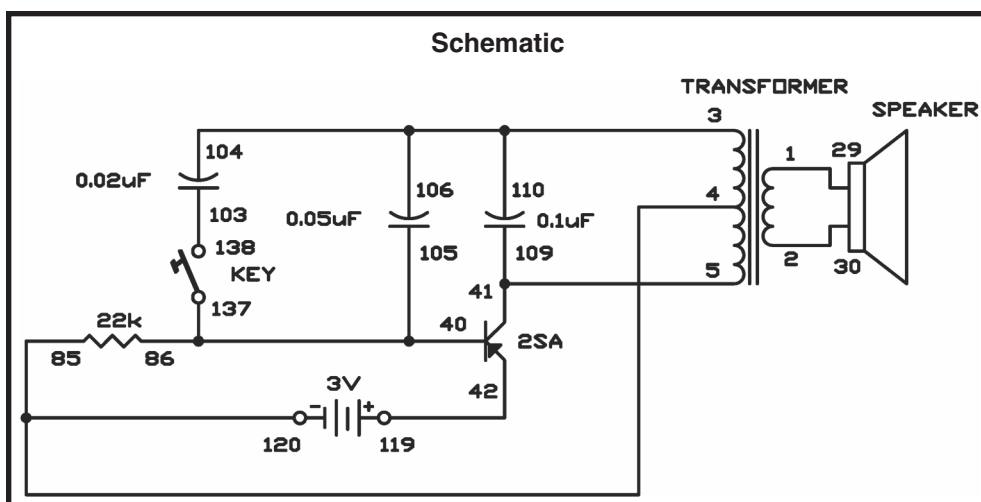 Schematic
TRANSFORMER
3
SPEAKER
104
1
29
0.02uF
106
110
4
103
0.05uF
0.1uF
138
105
109
2
30
KEY
5
137
41
22k
40
2SA
85
86
3V
42
-
+
120
119